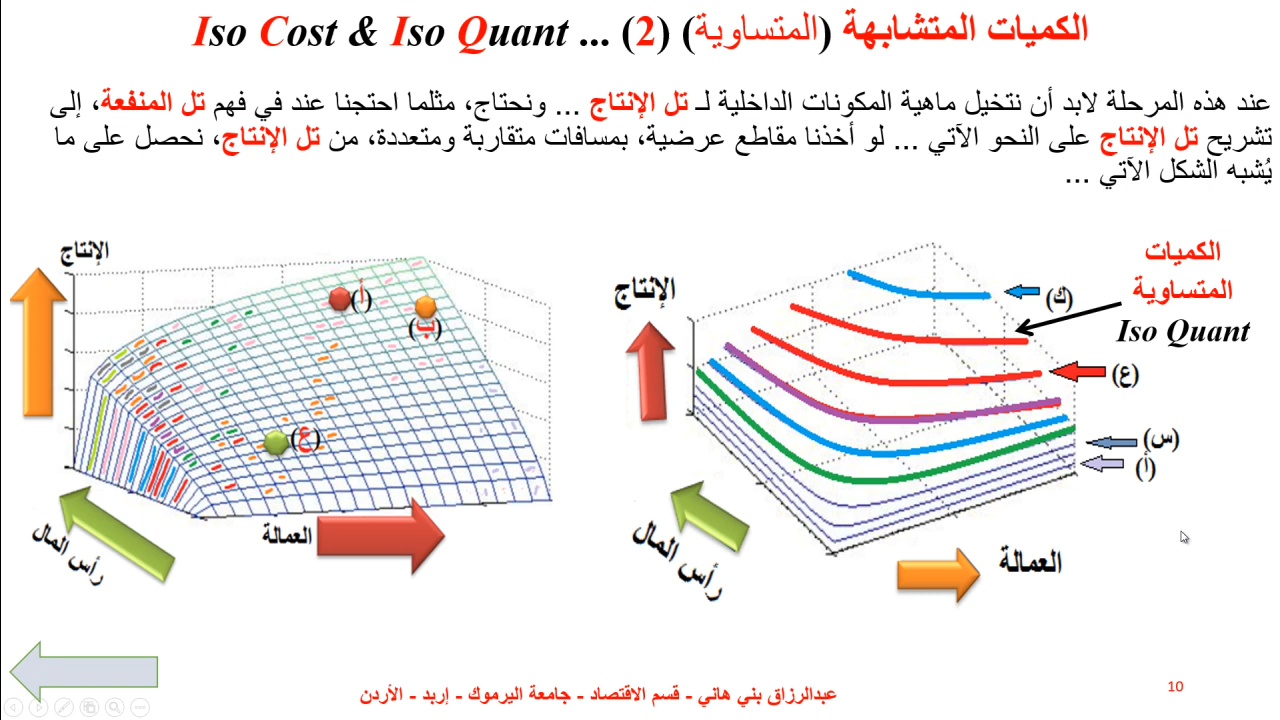 الكميات المتشابهة (المتساوية) (2) ... Iso Cost & Iso Quant
عند هذه المرحلة لابد أن نتخيل ماهية المكونات الداخلية لـ تل الإنتاج ... ونحتاج، مثلما احتجنا عند في فهم تل المنفعة، إلى
تشريح تل الإنتاج على النحو الآتي ... لو أخذنا مقاطع عرضية، بمسافات متقاربة ومتعددة، من تل الإنتاج، نحصل على ما
يُشبه الشكل الآتي ...
الكميات
المتساوية
Iso Quant
الإنتاج
(ك)
(ع)
(س)
(أ)
العمالة
رأس المال
الإنتاج
(أ)
(ب)
(ع)
العمالة
رأس المال
عبدالرزاق بني هاني - قسم الاقتصاد - جامعة اليرموك - إربد - الأردن
10